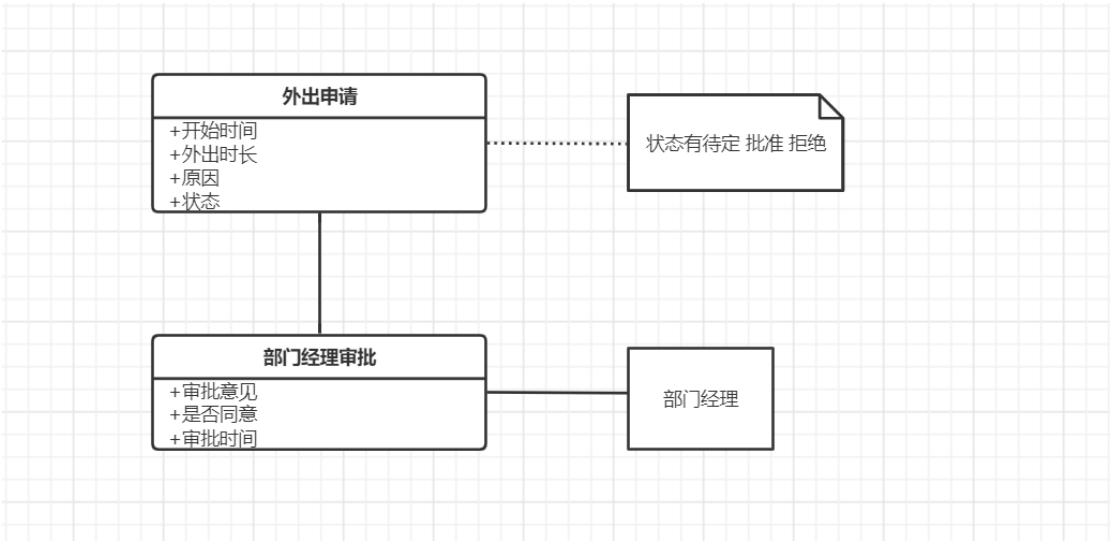 外出申请
+开始时间
+外出时长
+原因
+状态
状态有待定 批准 拒绝
部门经理审批
+审批意见
+是否同意
+审批时间
部门经理